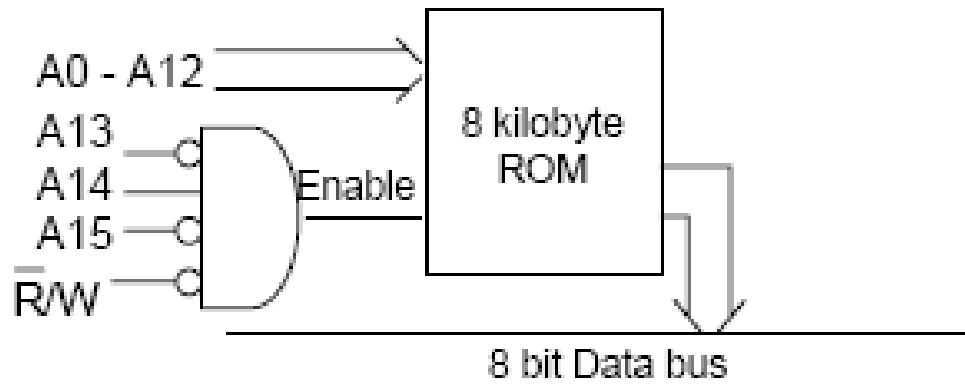 A0 - A12
A13
A14
A15
R̅/W
Enable
8 kilobyte
ROM
8 bit Data bus